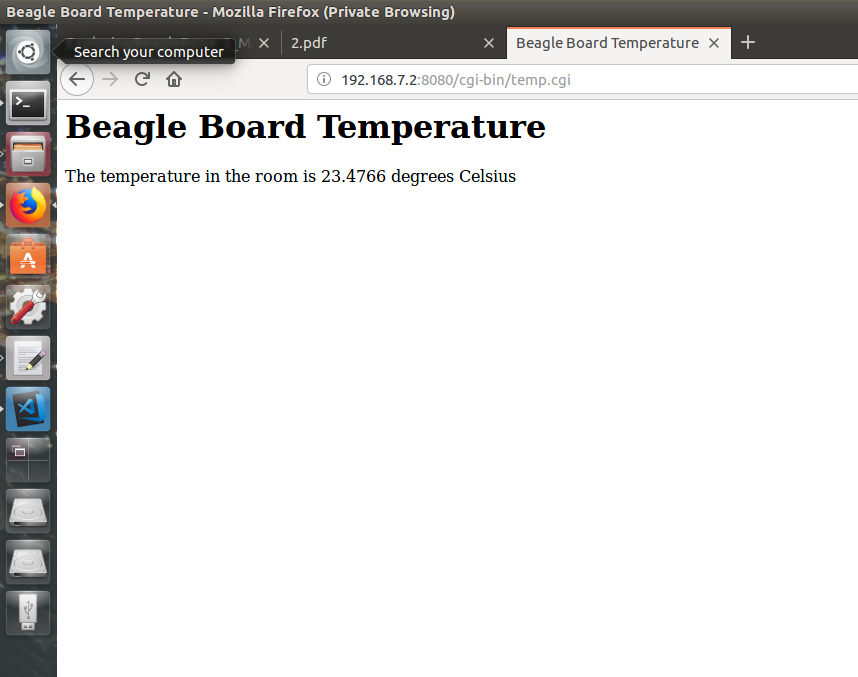 Beagle Board Temperature - Mozilla Firefox (Private Browsing)
Search your computer
2.pdf
Beagle Board Temperature
192.168.7.2:8080/cgi-bin/temp.cgi
Beagle Board Temperature
The temperature in the room is 23.4766 degrees Celsius